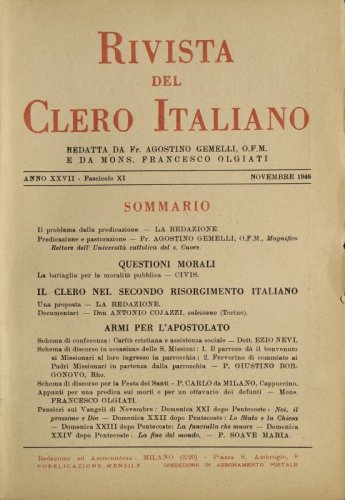 RIVISTA
DEL
CLERO ITALIANO
REDATTA DA Fr. AGOSTINO GEMELLI, O.F.M.
E DA MONS. FRANCESCO OLGIATI
ANNO XXVII - Fascicolo XI NOVEMBRE 1946
SOMMARIO
Il problema della predicazione — LA REDAZIONE.
Predicazione e pastorazione — Fr. AGOSTINO GEMELLI, O.F.M., Magnifico
Rettore dell' Università cattolica del s. Cuore.
QUESTIONI MORALI
La battaglia per la moralità pubblica — CIVIS.
IL CLERO NEL SECONDO RISORGIMENTO ITALIANO
Una proposta — LA REDAZIONE.
Documentari — Don ANTONIO COJAZZI, salesiano (Torino).
ARMI PER L'APOSTOLATO
Schema di conferenza: Carità cristiana e assistenza sociale — Dott. EZIO NEVI.
Schema di discorso in occasione delle S. Missioni: 1. Il parroco dà il benvenuto
ai Missionari al loro ingresso in parrocchia; 2. Fervorino di commiato ai
Padri Missionari in partenza dalla parrocchia — P. GIUSTINO BOR-
GONOVO, Rho.
Schema di discorso per la Festa dei Santi - P. CARLO da MILANO, Cappuccino.
Appunti per una predica sui morti e per un ottavario dei defunti — Mons.
FRANCESCO OLGIATI.
Pensieri sui Vangeli di Novembre: Domenica XXI dopo Pentecoste: Noi, il
prossimo e Dio — Domenica XXII dopo Pentecoste: Lo Stato e la Chiesa
— Domenica XXIII dopo Pentecoste: La fanciulla che muore — Domenica
XXIV dopo Pentecoste: La fine del mondo. — P. SOAVE MARIA.
Redazione ed Amministraz. MILANO (3/20) - Piazza S. Ambrogio, 9
PUBBLICAZIONE MENSILE SPEDIZIONE IN ABBONAMENTO POSTALE